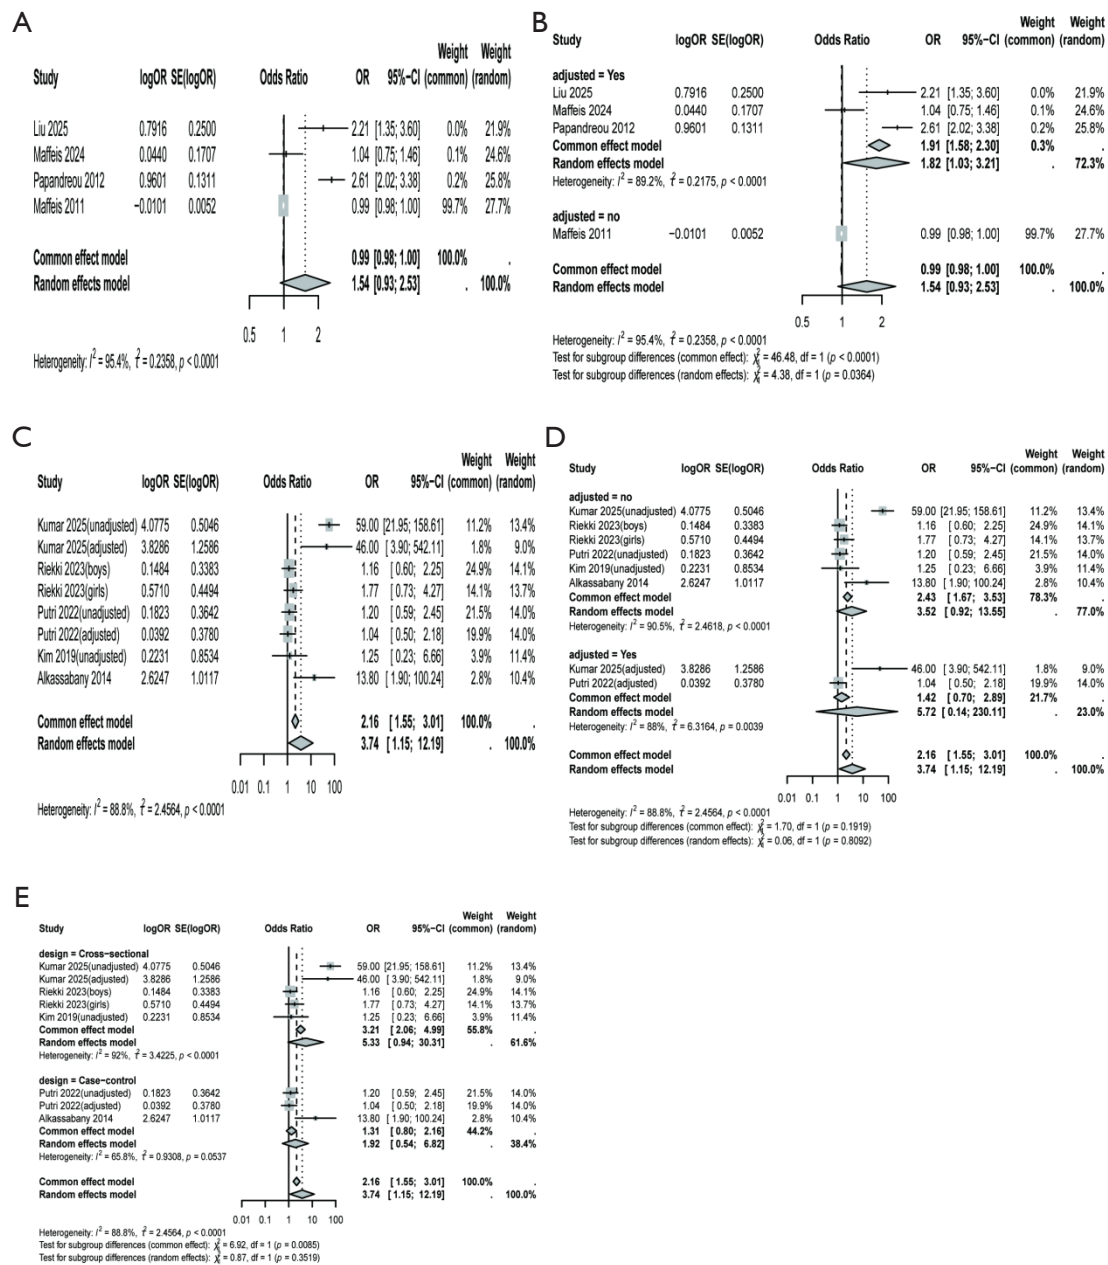 A
Weight Weight
Study logOR SE(logOR) Odds Ratio OR 95%−CI (common) (random)
Liu 2025 0.7916 0.2500 2.21 [1.35; 3.60] 0.0% 21.9%
Maffeis 2024 0.0440 0.1707 1.04 [0.75; 1.46] 0.1% 24.6%
Papandreou 2012 0.9601 0.1311 2.61 [2.02; 3.38] 0.2% 25.8%
Maffeis 2011 −0.0101 0.0052 0.99 [0.98; 1.00] 99.7% 27.7%
Common effect model 0.99 [0.98; 1.00] 100.0% .
Random effects model 1.54 [0.93; 2.53] . 100.0%
0.5 1 2
Heterogeneity: I² = 95.4%, τ² = 0.2358, p < 0.0001
B
Weight Weight
Study logOR SE(logOR) Odds Ratio OR 95%−CI (common) (random)
adjusted = Yes
Liu 2025 0.7916 0.2500 2.21 [1.35; 3.60] 0.0% 21.9%
Maffeis 2024 0.0440 0.1707 1.04 [0.75; 1.46] 0.1% 24.6%
Papandreou 2012 0.9601 0.1311 2.61 [2.02; 3.38] 0.2% 25.8%
Common effect model 1.91 [1.58; 2.30] 0.3% .
Random effects model 1.82 [1.03; 3.21] . 72.3%
Heterogeneity: I² = 89.2%, τ² = 0.2175, p < 0.0001
adjusted = no
Maffeis 2011 −0.0101 0.0052 0.99 [0.98; 1.00] 99.7% 27.7%
Common effect model 0.99 [0.98; 1.00] 100.0% .
Random effects model 1.54 [0.93; 2.53] . 100.0%
0.5 1 2
Heterogeneity: I² = 95.4%, τ² = 0.2358, p < 0.0001
Test for subgroup differences (common effect): χ²₁ = 46.48, df = 1 (p < 0.0001)
Test for subgroup differences (random effects): χ²₁ = 4.38, df = 1 (p = 0.0364)
C
Weight Weight
Study logOR SE(logOR) Odds Ratio OR 95%−CI (common) (random)
Kumar 2025(unadjusted) 4.0775 0.5046 59.00 [21.95; 158.61] 11.2% 13.4%
Kumar 2025(adjusted) 3.8286 1.2586 46.00 [ 3.90; 542.11] 1.8% 9.0%
Riekki 2023(boys) 0.1484 0.3383 1.16 [ 0.60; 2.25] 24.9% 14.1%
Riekki 2023(girls) 0.5710 0.4494 1.77 [ 0.73; 4.27] 14.1% 13.7%
Putri 2022(unadjusted) 0.1823 0.3642 1.20 [ 0.59; 2.45] 21.5% 14.0%
Putri 2022(adjusted) 0.0392 0.3780 1.04 [ 0.50; 2.18] 19.9% 14.0%
Kim 2019(unadjusted) 0.2231 0.8534 1.25 [ 0.23; 6.66] 3.9% 11.4%
Alkassabany 2014 2.6247 1.0117 13.80 [ 1.90; 100.24] 2.8% 10.4%
Common effect model 2.16 [ 1.55; 3.01] 100.0% .
Random effects model 3.74 [ 1.15; 12.19] . 100.0%
0.01 0.1 1 10 100
Heterogeneity: I² = 88.8%, τ² = 2.4564, p < 0.0001
D
Weight Weight
Study logOR SE(logOR) Odds Ratio OR 95%−CI (common) (random)
adjusted = no
Kumar 2025(unadjusted) 4.0775 0.5046 59.00 [21.95; 158.61] 11.2% 13.4%
Riekki 2023(boys) 0.1484 0.3383 1.16 [ 0.60; 2.25] 24.9% 14.1%
Riekki 2023(girls) 0.5710 0.4494 1.77 [ 0.73; 4.27] 14.1% 13.7%
Putri 2022(unadjusted) 0.1823 0.3642 1.20 [ 0.59; 2.45] 21.5% 14.0%
Kim 2019(unadjusted) 0.2231 0.8534 1.25 [ 0.23; 6.66] 3.9% 11.4%
Alkassabany 2014 2.6247 1.0117 13.80 [ 1.90; 100.24] 2.8% 10.4%
Common effect model 2.43 [ 1.67; 3.53] 78.3% .
Random effects model 3.52 [ 0.92; 13.55] . 77.0%
Heterogeneity: I² = 90.5%, τ² = 2.4618, p < 0.0001
adjusted = Yes
Kumar 2025(adjusted) 3.8286 1.2586 46.00 [ 3.90; 542.11] 1.8% 9.0%
Putri 2022(adjusted) 0.0392 0.3780 1.04 [ 0.50; 2.18] 19.9% 14.0%
Common effect model 1.42 [ 0.70; 2.89] 21.7% .
Random effects model 5.72 [ 0.14; 230.11] . 23.0%
Heterogeneity: I² = 88%, τ² = 6.3164, p = 0.0039
Common effect model 2.16 [ 1.55; 3.01] 100.0% .
Random effects model 3.74 [ 1.15; 12.19] . 100.0%
0.01 0.1 1 10 100
Heterogeneity: I² = 88.8%, τ² = 2.4564, p < 0.0001
Test for subgroup differences (common effect): χ²₁ = 1.70, df = 1 (p = 0.1919)
Test for subgroup differences (random effects): χ²₁ = 0.06, df = 1 (p = 0.8092)
E
Weight Weight
Study logOR SE(logOR) Odds Ratio OR 95%−CI (common) (random)
design = Cross−sectional
Kumar 2025(unadjusted) 4.0775 0.5046 59.00 [21.95; 158.61] 11.2% 13.4%
Kumar 2025(adjusted) 3.8286 1.2586 46.00 [ 3.90; 542.11] 1.8% 9.0%
Riekki 2023(boys) 0.1484 0.3383 1.16 [ 0.60; 2.25] 24.9% 14.1%
Riekki 2023(girls) 0.5710 0.4494 1.77 [ 0.73; 4.27] 14.1% 13.7%
Kim 2019(unadjusted) 0.2231 0.8534 1.25 [ 0.23; 6.66] 3.9% 11.4%
Common effect model 3.21 [ 2.06; 4.99] 55.8% .
Random effects model 5.33 [ 0.94; 30.31] . 61.6%
Heterogeneity: I² = 92%, τ² = 3.4225, p < 0.0001
design = Case−control
Putri 2022(unadjusted) 0.1823 0.3642 1.20 [ 0.59; 2.45] 21.5% 14.0%
Putri 2022(adjusted) 0.0392 0.3780 1.04 [ 0.50; 2.18] 19.9% 14.0%
Alkassabany 2014 2.6247 1.0117 13.80 [ 1.90; 100.24] 2.8% 10.4%
Common effect model 1.31 [ 0.80; 2.16] 44.2% .
Random effects model 1.92 [ 0.54; 6.82] . 38.4%
Heterogeneity: I² = 65.8%, τ² = 0.9308, p = 0.0537
Common effect model 2.16 [ 1.55; 3.01] 100.0% .
Random effects model 3.74 [ 1.15; 12.19] . 100.0%
0.01 0.1 1 10 100
Heterogeneity: I² = 88.8%, τ² = 2.4564, p < 0.0001
Test for subgroup differences (common effect): χ²₁ = 6.92, df = 1 (p = 0.0085)
Test for subgroup differences (random effects): χ²₁ = 0.87, df = 1 (p = 0.3519)